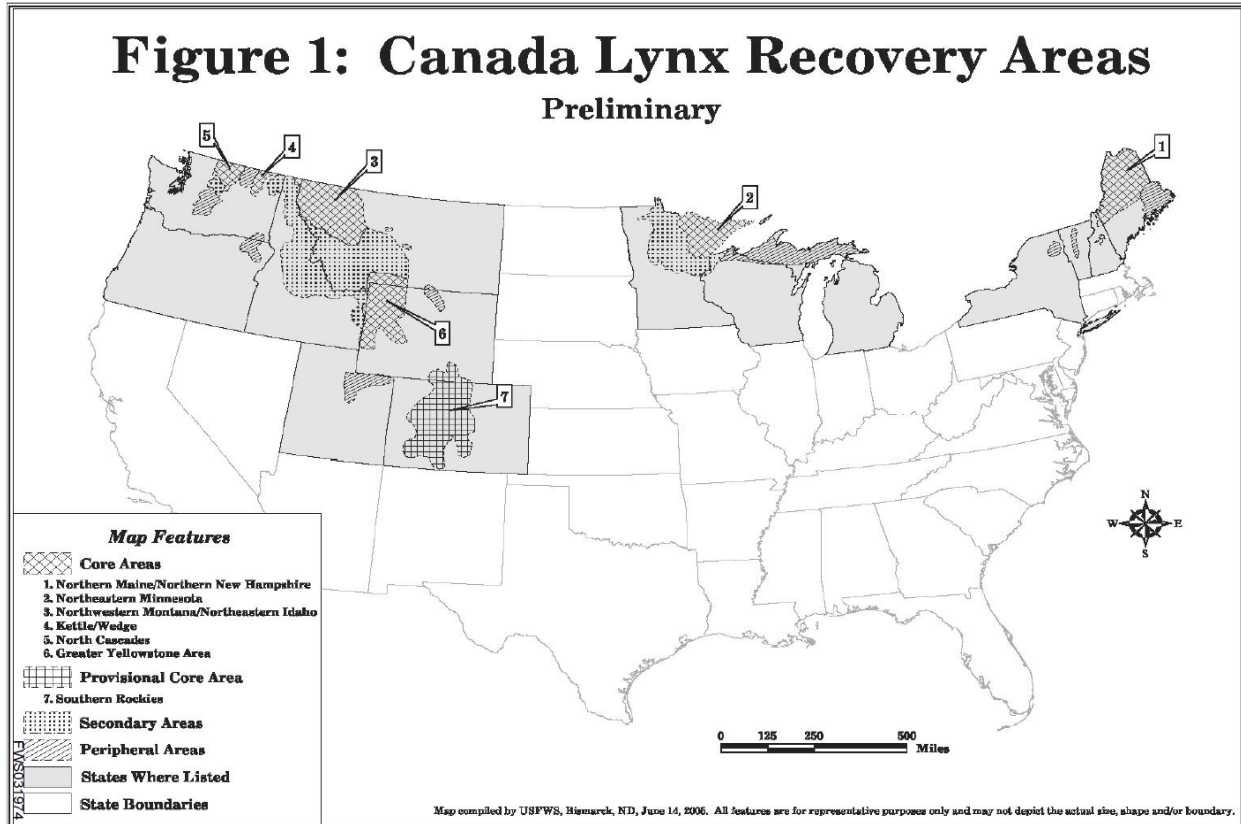 Figure 1: Canada Lynx Recovery Areas
Preliminary
5
4
3
2
1
6
7
N
W
E
S
Map Features
Core Areas
1. Northern Maine/Northern New Hampshire
2. Northeastern Minnesota
3. Northwestern Montana/Northeastern Idaho
4. Kettle/Wedge
5. North Cascades
6. Greater Yellowstone Area
Provisional Core Area
7. Southern Rockies
Secondary Areas
Peripheral Areas
States Where Listed
State Boundaries
FWS031974
0 125 250 500
Miles
Map compiled by USFWS, Bismarck, ND, June 14, 2005. All features are for representative purposes only and may not depict the actual size, shape and/or boundary.